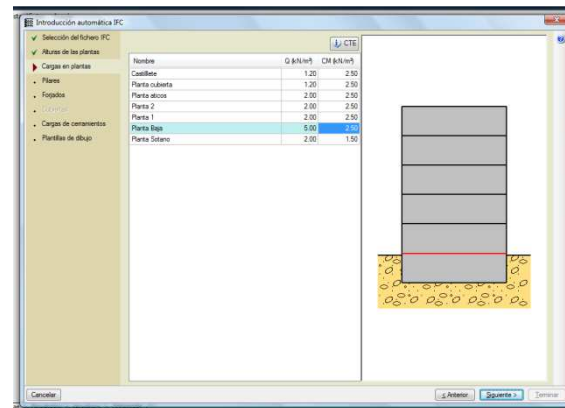 Introducción automática IFC
Selección del fichero IFC
Alturas de las plantas
Cargas en plantas
Pilares
Forjados
Cargas de cerramientos
Plantillas de dibujo
CTE
Nombre Q (kN/m²) CM (kN/m²)
Castillete 1.20 2.50
Planta cubierta 1.20 2.50
Planta aticos 2.00 2.50
Planta 2 2.00 2.50
Planta 1 2.00 2.50
Planta Baja 5.00 2.50
Planta Sotano 2.00 1.50
Cancelar
< Anterior
Siguiente >
Terminar